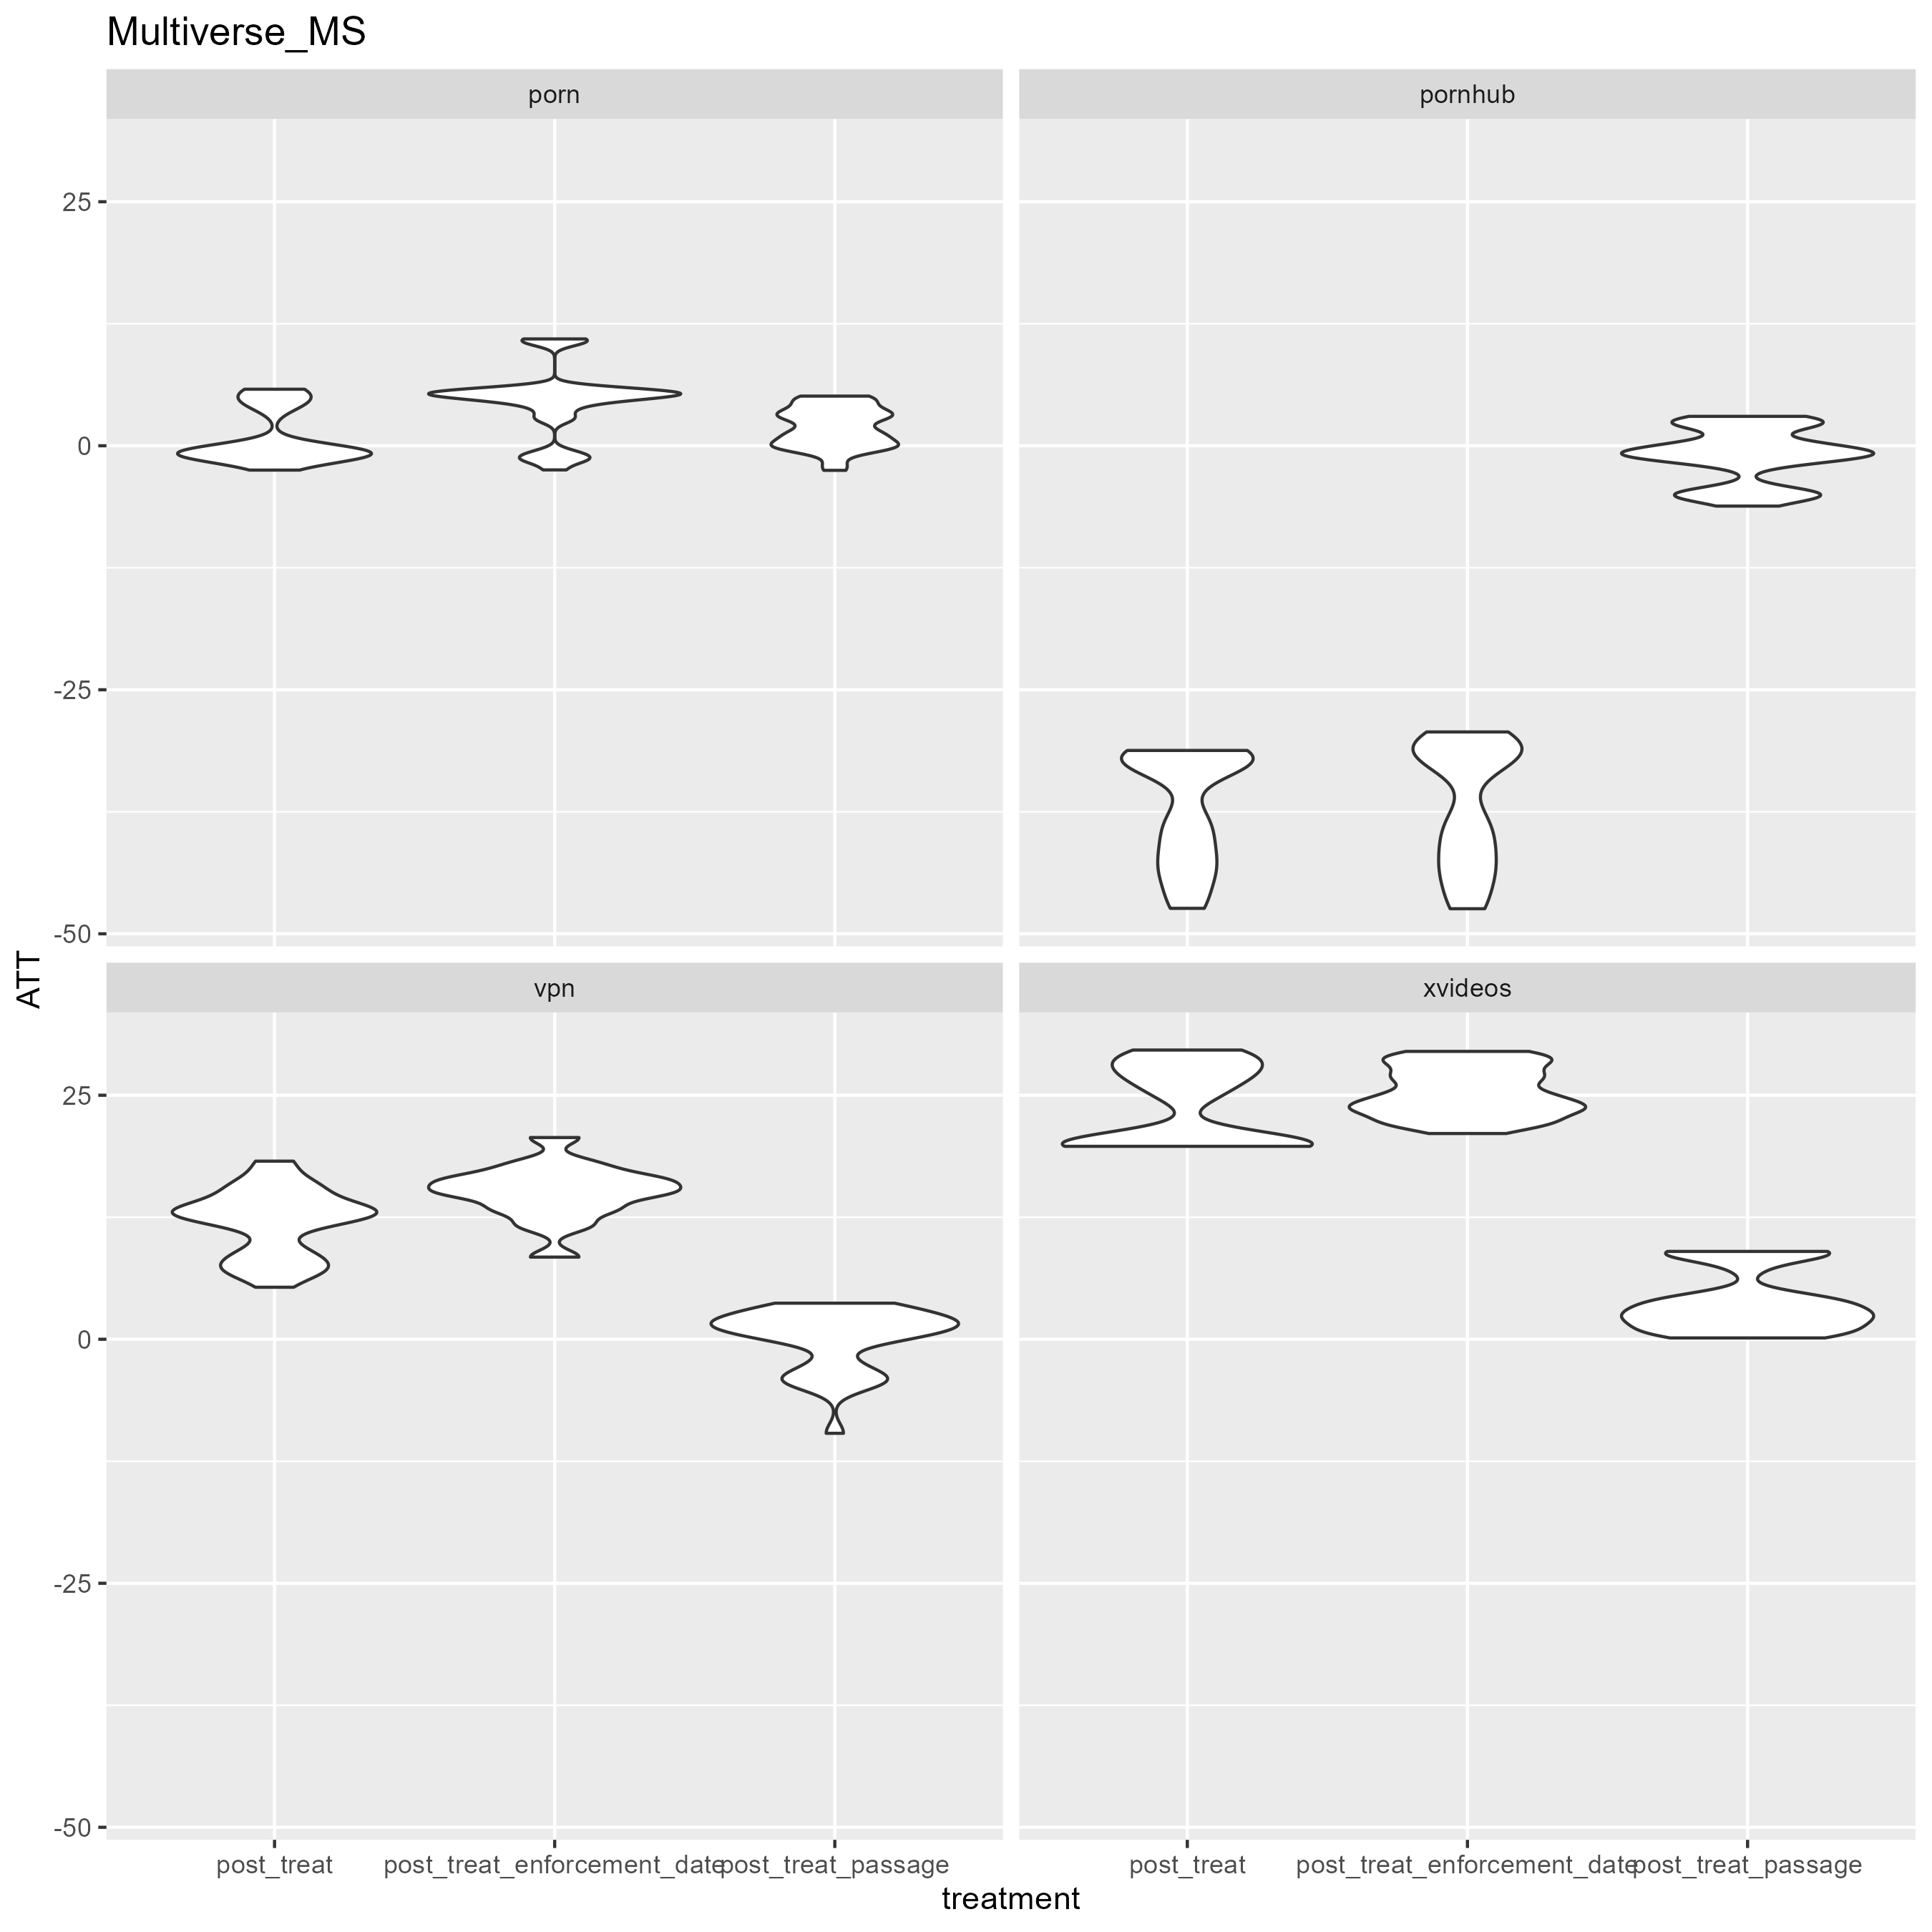 Multiverse_MS
porn
pornhub
25
0
-25
-50
ATT
vpn
xvideos
25
0
-25
-50
post_treat
post_treat_enforcement_date
post_treat_passage
post_treat
post_treat_enforcement_date
post_treat_passage
treatment